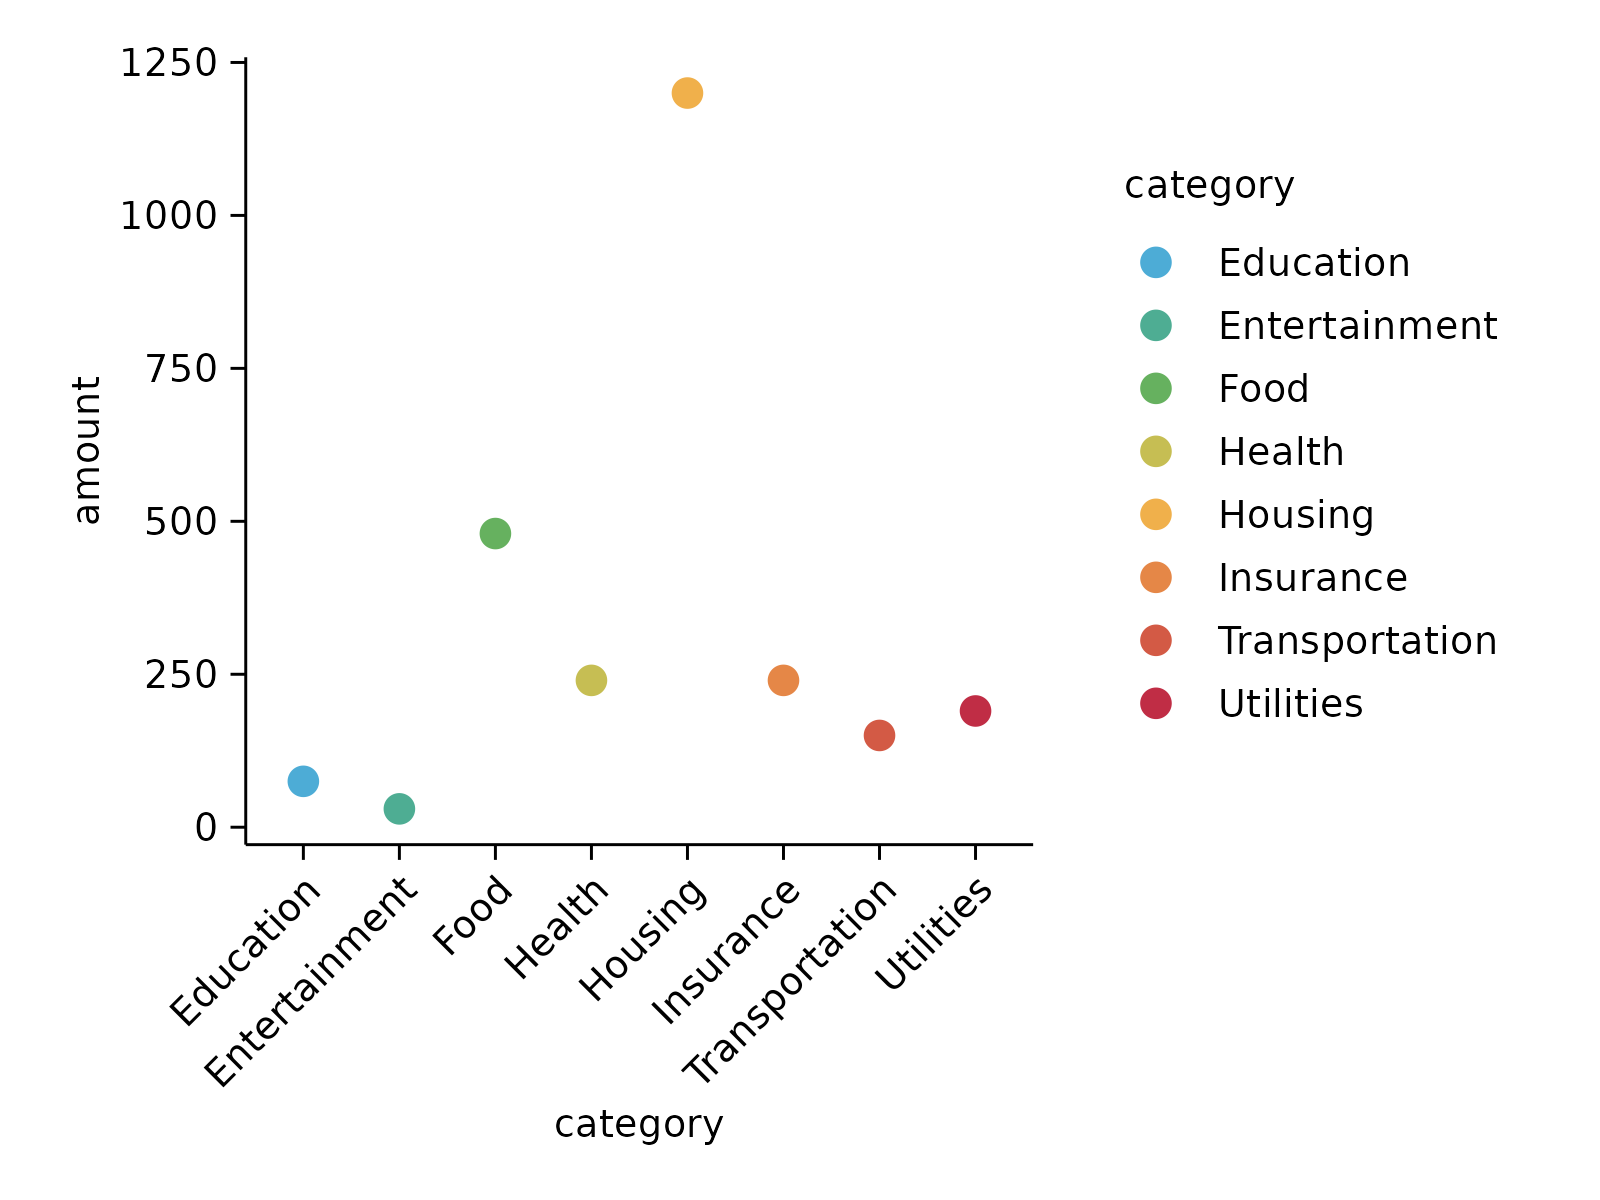 1250
1000
750
500
250
0
amount
Education
Entertainment
Food
Health
Housing
Insurance
Transportation
Utilities
category
category
Education
Entertainment
Food
Health
Housing
Insurance
Transportation
Utilities